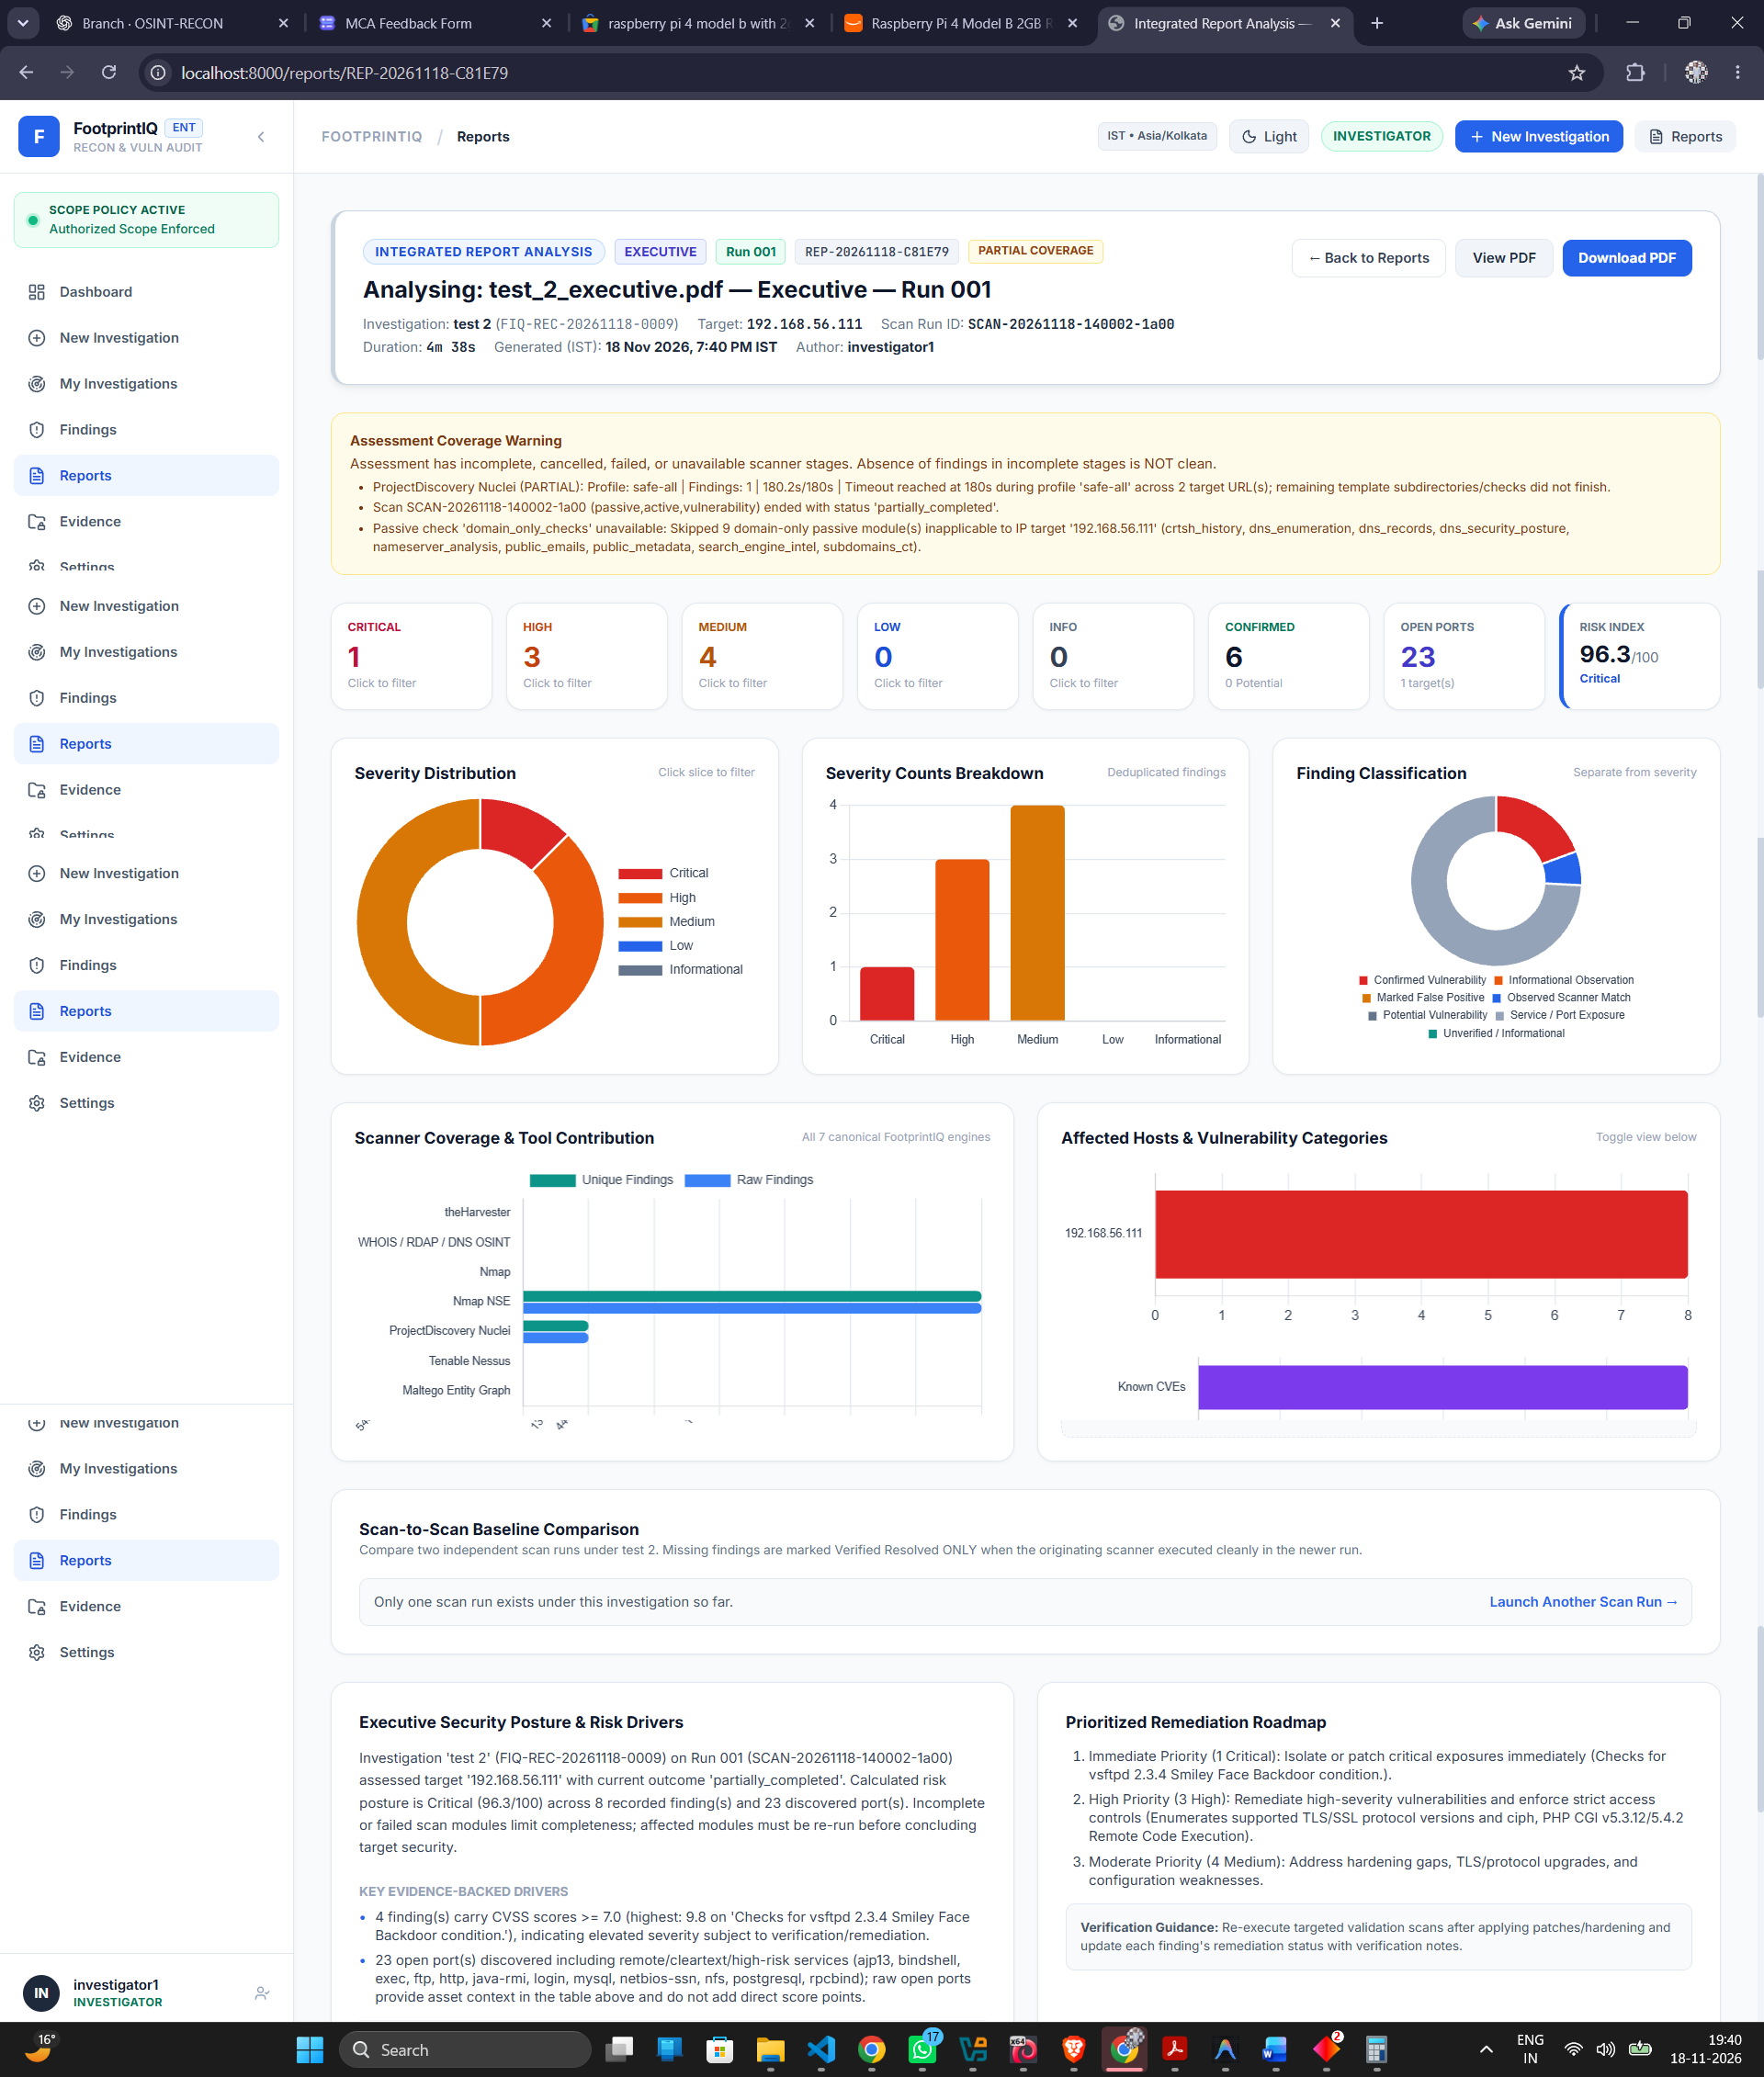 Branch · OSINT-RECON
MCA Feedback Form
raspberry pi 4 model b with 2g
Raspberry Pi 4 Model B 2GB R
Integrated Report Analysis —
Ask Gemini
localhost:8000/reports/REP-20261118-C81E79
F
FootprintIQ ENT
RECON & VULN AUDIT
FOOTPRINTIQ / Reports
IST • Asia/Kolkata
Light
INVESTIGATOR
+ New Investigation
Reports
SCOPE POLICY ACTIVE
Authorized Scope Enforced
Dashboard
New Investigation
My Investigations
Findings
Reports
Evidence
Settings
New Investigation
My Investigations
Findings
Reports
Evidence
Settings
New Investigation
My Investigations
Findings
Reports
Evidence
Settings
New Investigation
My Investigations
Findings
Reports
Evidence
Settings
IN
investigator1
INVESTIGATOR
INTEGRATED REPORT ANALYSIS EXECUTIVE Run 001 REP-20261118-C81E79 PARTIAL COVERAGE
← Back to Reports
View PDF
Download PDF
Analysing: test_2_executive.pdf — Executive — Run 001
Investigation: test 2 (FIQ-REC-20261118-0009) Target: 192.168.56.111 Scan Run ID: SCAN-20261118-140002-1a00
Duration: 4m 38s Generated (IST): 18 Nov 2026, 7:40 PM IST Author: investigator1
Assessment Coverage Warning
Assessment has incomplete, cancelled, failed, or unavailable scanner stages. Absence of findings in incomplete stages is NOT clean.
• ProjectDiscovery Nuclei (PARTIAL): Profile: safe-all | Findings: 1 | 180.2s/180s | Timeout reached at 180s during profile 'safe-all' across 2 target URL(s); remaining template subdirectories/checks did not finish.
• Scan SCAN-20261118-140002-1a00 (passive,active,vulnerability) ended with status 'partially_completed'.
• Passive check 'domain_only_checks' unavailable: Skipped 9 domain-only passive module(s) inapplicable to IP target '192.168.56.111' (crtsh_history, dns_enumeration, dns_records, dns_security_posture,
nameserver_analysis, public_emails, public_metadata, search_engine_intel, subdomains_ct).
CRITICAL
1
Click to filter
HIGH
3
Click to filter
MEDIUM
4
Click to filter
LOW
0
Click to filter
INFO
0
Click to filter
CONFIRMED
6
0 Potential
OPEN PORTS
23
1 target(s)
RISK INDEX
96.3/100
Critical
Severity Distribution
Click slice to filter
Critical
High
Medium
Low
Informational
Severity Counts Breakdown
Deduplicated findings
4
3
2
1
0
Critical High Medium Low Informational
Finding Classification
Separate from severity
Confirmed Vulnerability Informational Observation
Marked False Positive Observed Scanner Match
Potential Vulnerability Service / Port Exposure
Unverified / Informational
Scanner Coverage & Tool Contribution
All 7 canonical FootprintIQ engines
Unique Findings Raw Findings
theHarvester
WHOIS / RDAP / DNS OSINT
Nmap
Nmap NSE
ProjectDiscovery Nuclei
Tenable Nessus
Maltego Entity Graph
Affected Hosts & Vulnerability Categories
Toggle view below
192.168.56.111
0 1 2 3 4 5 6 7 8
Known CVEs
Scan-to-Scan Baseline Comparison
Compare two independent scan runs under test 2. Missing findings are marked Verified Resolved ONLY when the originating scanner executed cleanly in the newer run.
Only one scan run exists under this investigation so far.
Launch Another Scan Run →
Executive Security Posture & Risk Drivers
Investigation 'test 2' (FIQ-REC-20261118-0009) on Run 001 (SCAN-20261118-140002-1a00)
assessed target '192.168.56.111' with current outcome 'partially_completed'. Calculated risk
posture is Critical (96.3/100) across 8 recorded finding(s) and 23 discovered port(s). Incomplete
or failed scan modules limit completeness; affected modules must be re-run before concluding
target security.
KEY EVIDENCE-BACKED DRIVERS
• 4 finding(s) carry CVSS scores >= 7.0 (highest: 9.8 on 'Checks for vsftpd 2.3.4 Smiley Face
Backdoor condition.'), indicating elevated severity subject to verification/remediation.
• 23 open port(s) discovered including remote/cleartext/high-risk services (ajp13, bindshell,
exec, ftp, http, java-rmi, login, mysql, netbios-ssn, nfs, postgresql, rpcbind); raw open ports
provide asset context in the table above and do not add direct score points.
Prioritized Remediation Roadmap
1. Immediate Priority (1 Critical): Isolate or patch critical exposures immediately (Checks for
vsftpd 2.3.4 Smiley Face Backdoor condition.).
2. High Priority (3 High): Remediate high-severity vulnerabilities and enforce strict access
controls (Enumerates supported TLS/SSL protocol versions and ciph, PHP CGI v5.3.12/5.4.2
Remote Code Execution).
3. Moderate Priority (4 Medium): Address hardening gaps, TLS/protocol upgrades, and
configuration weaknesses.
Verification Guidance: Re-execute targeted validation scans after applying patches/hardening and
update each finding's remediation status with verification notes.
16°
Search
17
x64
2
ENG
IN
19:40
18-11-2026